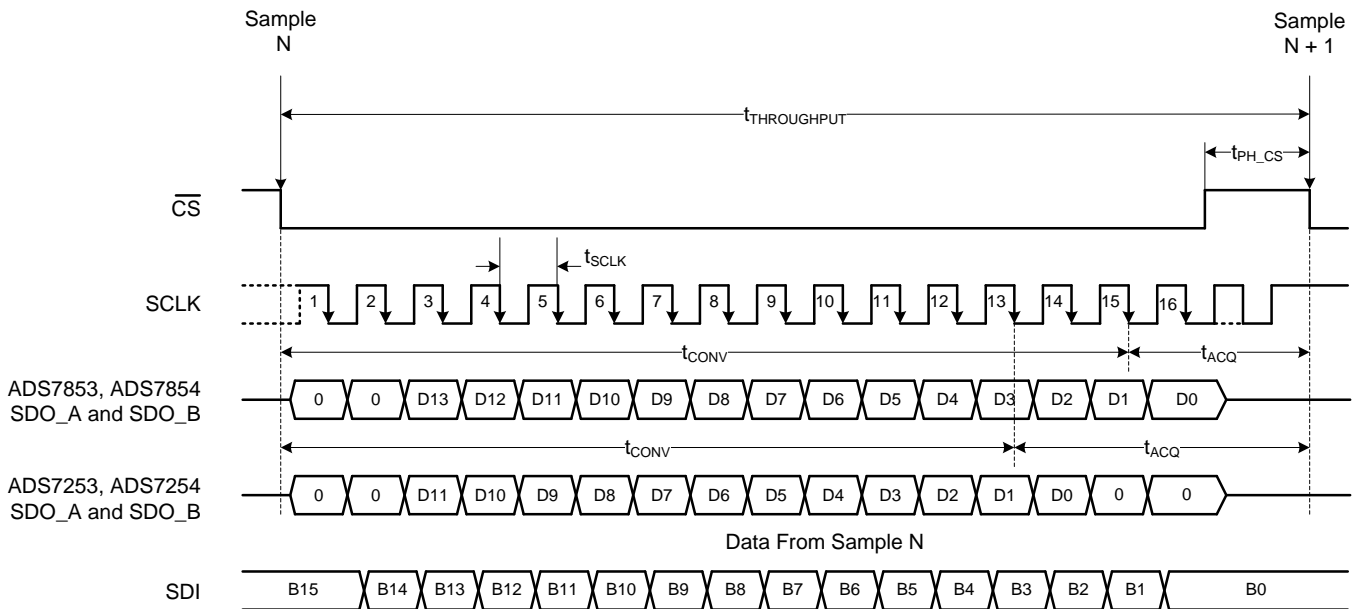 Sample
N
Sample
N + 1
tTHROUGHPUT
tPH_CS
CS
tSCLK
SCLK
1 2 3 4 5 6 7 8 9 10 11 12 13 14 15 16
tCONV tACQ
ADS7853, ADS7854
SDO_A and SDO_B
0 0 D13 D12 D11 D10 D9 D8 D7 D6 D5 D4 D3 D2 D1 D0
tCONV tACQ
ADS7253, ADS7254
SDO_A and SDO_B
0 0 D11 D10 D9 D8 D7 D6 D5 D4 D3 D2 D1 D0 0 0
Data From Sample N
SDI
B15 B14 B13 B12 B11 B10 B9 B8 B7 B6 B5 B4 B3 B2 B1 B0